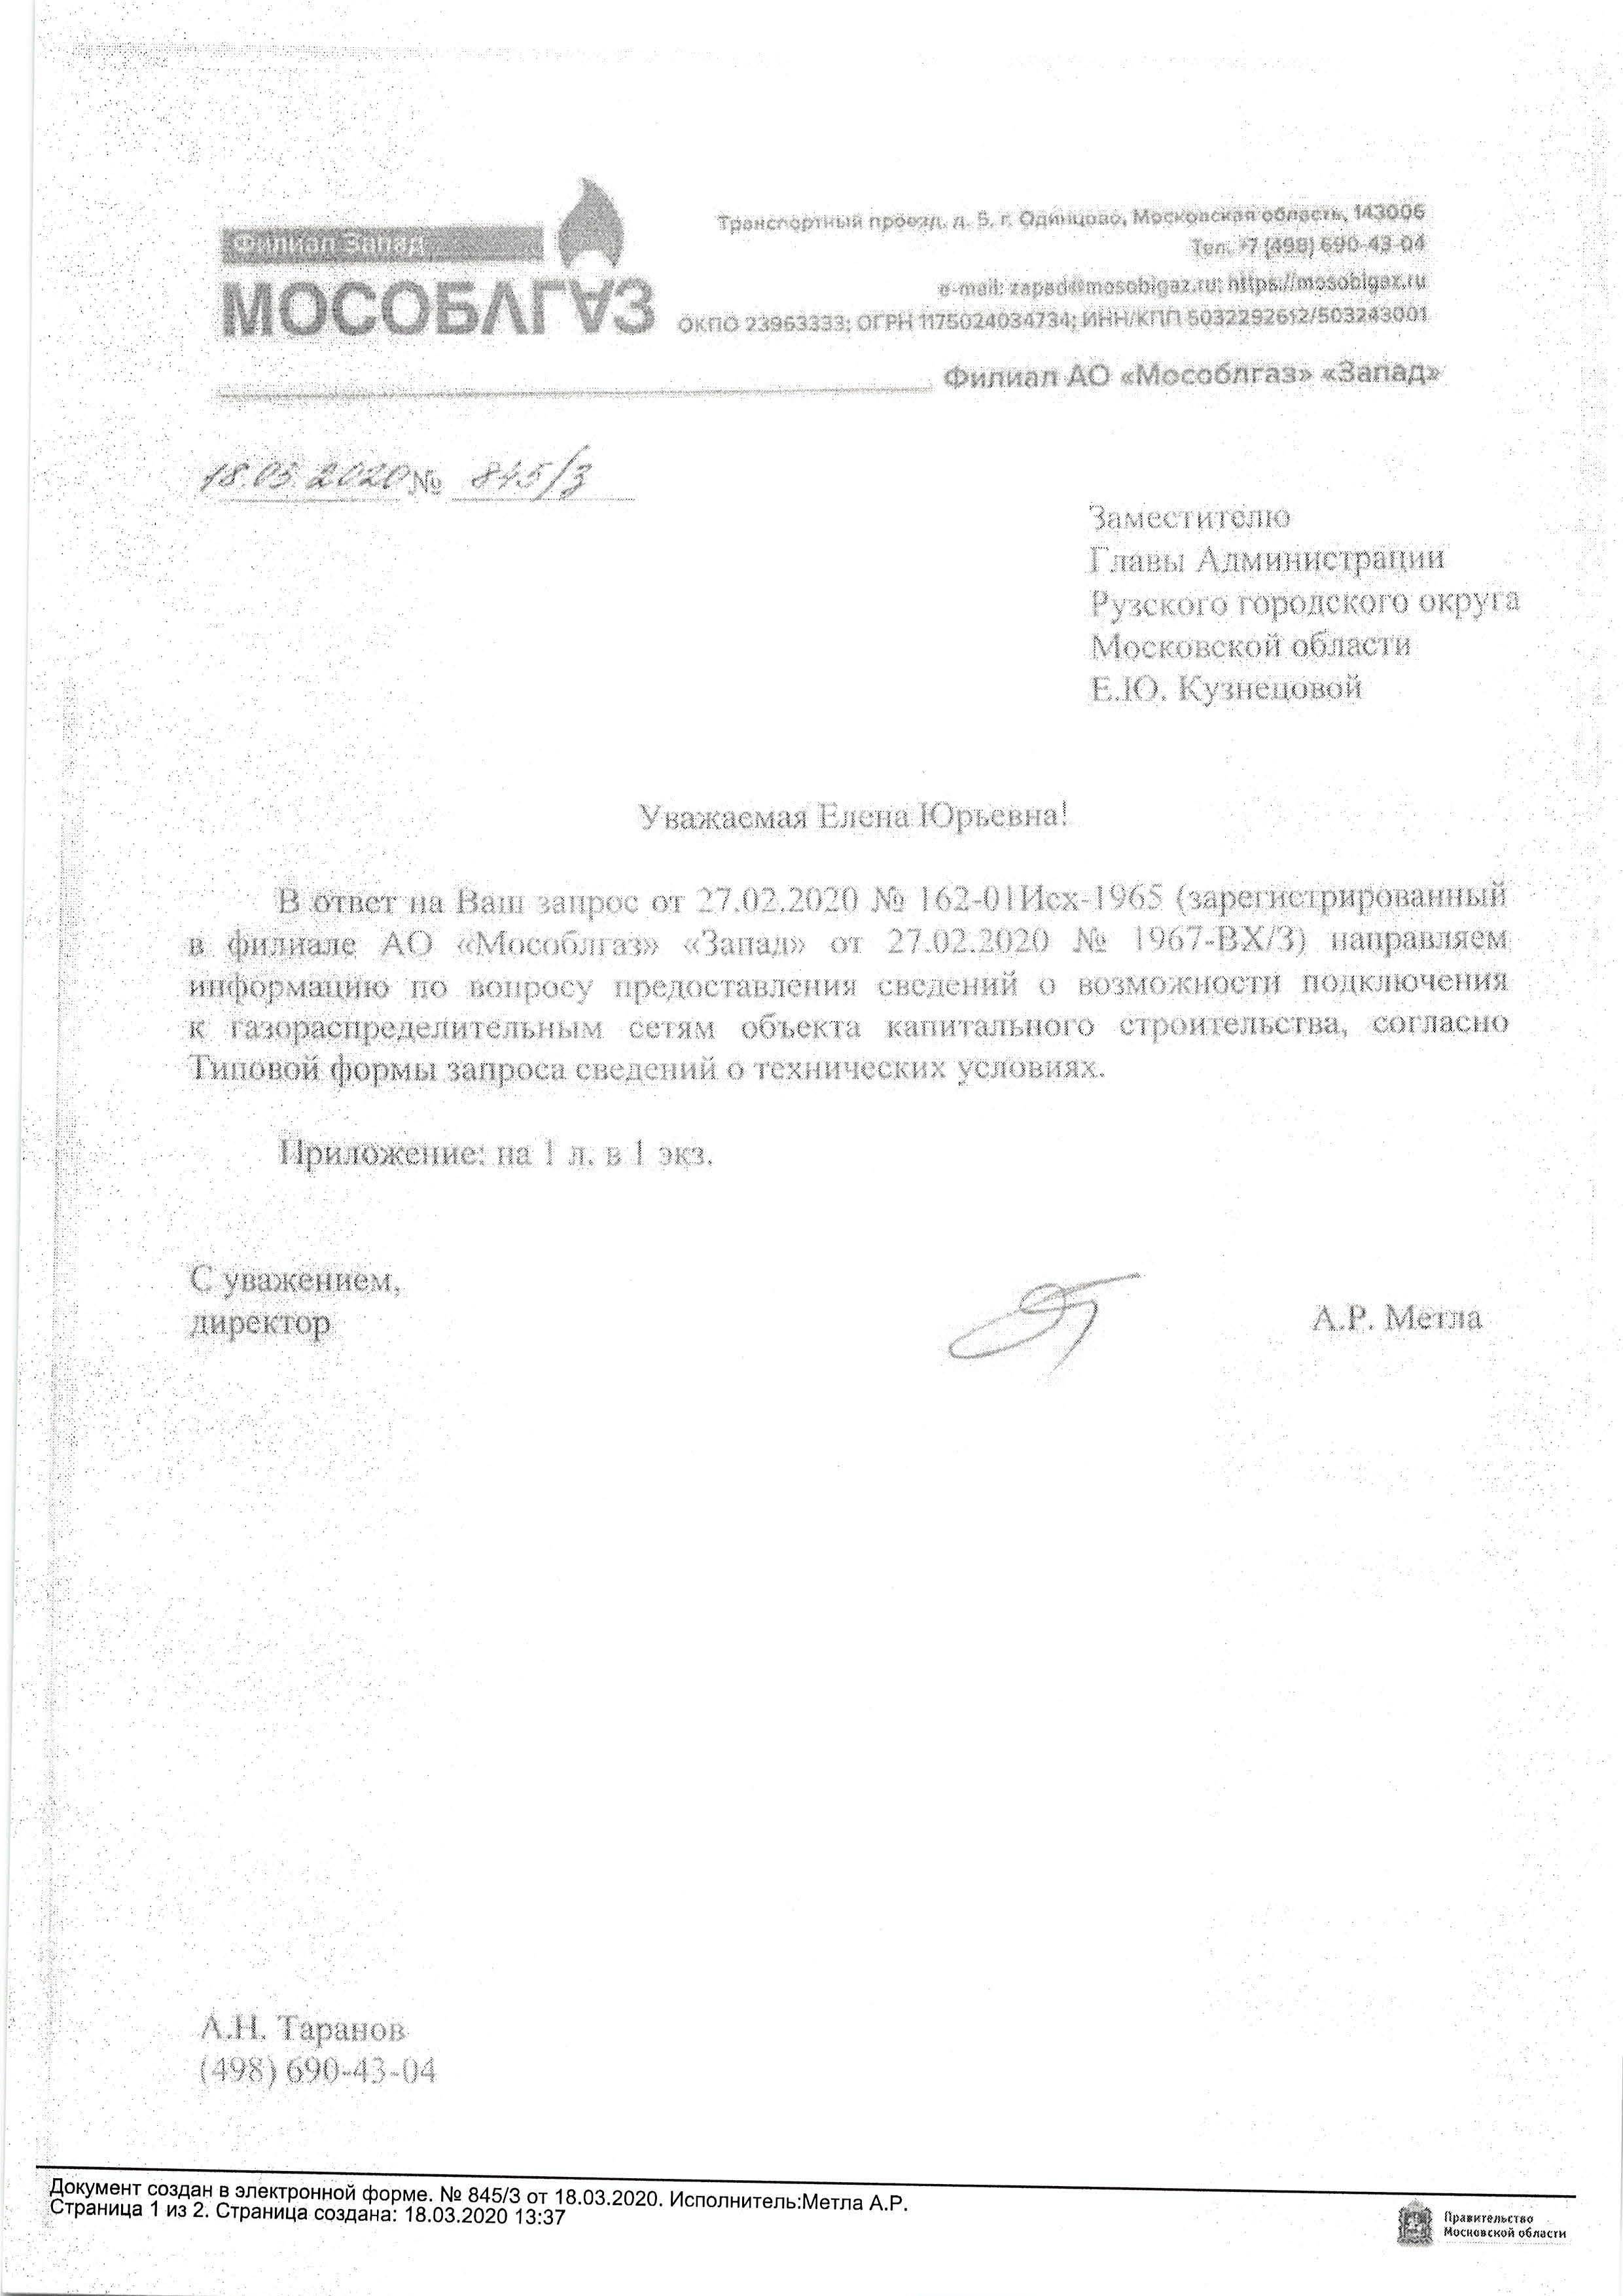 Филиал Запад
МОСОБЛГАЗ
Транспортный проезд, д. 5, г. Одинцово, Московская область, 143006
Тел. +7 (498) 690-43-04
e-mail: zapad@mosoblgaz.ru; https://mosoblgaz.ru
ОКПО 23963333; ОГРН 1175024034734; ИНН/КПП 5032292612/503243001
Филиал АО «Мособлгаз» «Запад»
18.03.2020 № 845/З
Заместителю
Главы Администрации
Рузского городского округа
Московской области
Е.Ю. Кузнецовой
Уважаемая Елена Юрьевна!
В ответ на Ваш запрос от 27.02.2020 № 162-01Исх-1965 (зарегистрированный
в филиале АО «Мособлгаз» «Запад» от 27.02.2020 № 1967-ВХ/З) направляем
информацию по вопросу предоставления сведений о возможности подключения
к газораспределительным сетям объекта капитального строительства, согласно
Типовой формы запроса сведений о технических условиях.
Приложение: на 1 л. в 1 экз.
С уважением,
директор
А.Р. Метла
А.Н. Таранов
(498) 690-43-04
Документ создан в электронной форме. № 845/З от 18.03.2020. Исполнитель:Метла А.Р.
Страница 1 из 2. Страница создана: 18.03.2020 13:37
Правительство
Московской области